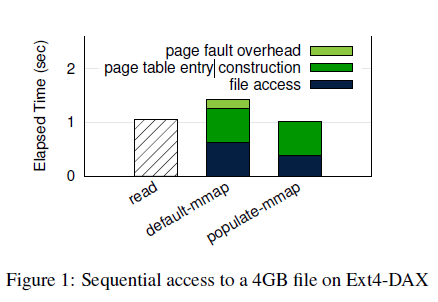 page fault overhead
page table entry construction
file access
Elapsed Time (sec)
2
1
0
read
default-mmap
populate-mmap
Figure 1: Sequential access to a 4GB file on Ext4-DAX